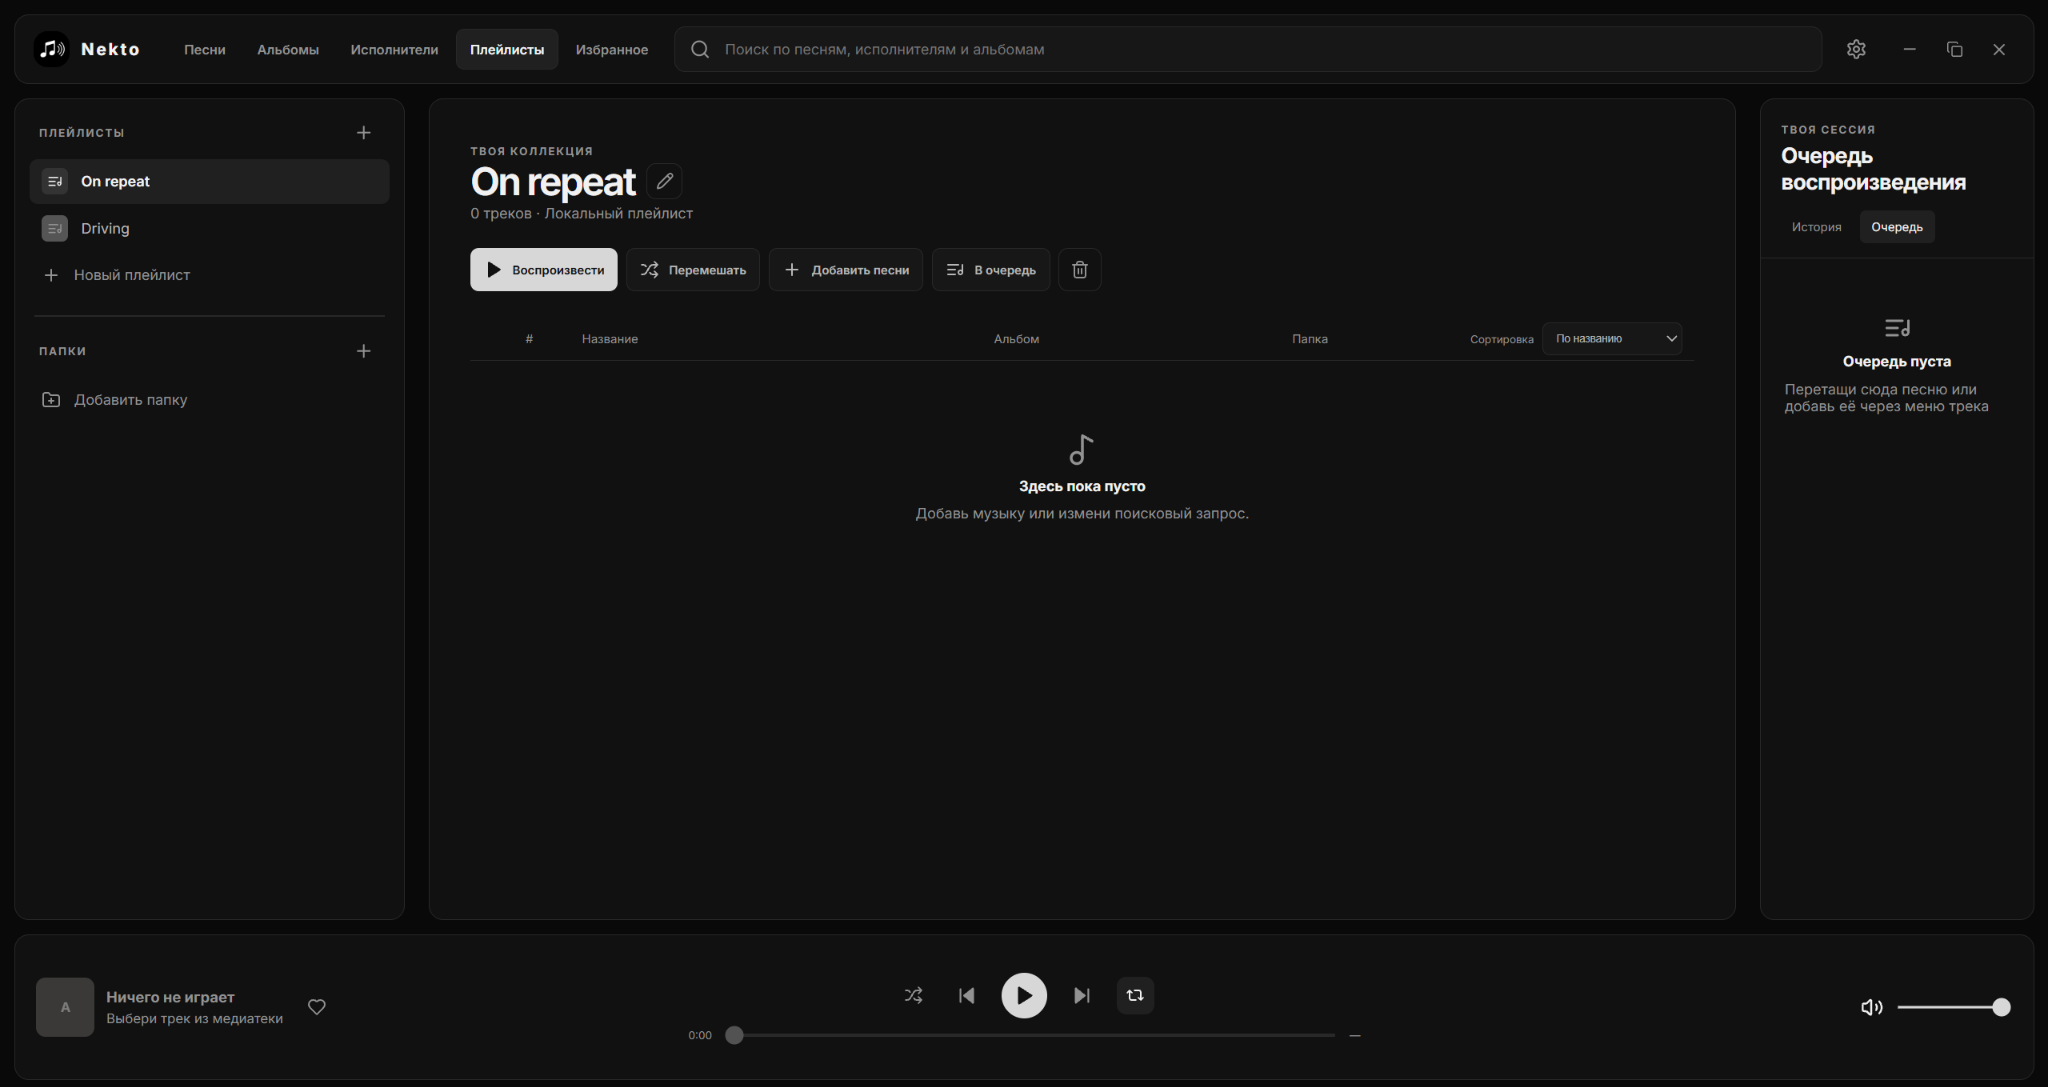 Nekto
Песни
Альбомы
Исполнители
Плейлисты
Избранное
Поиск по песням, исполнителям и альбомам
ПЛЕЙЛИСТЫ
On repeat
Driving
Новый плейлист
ПАПКИ
Добавить папку
ТВОЯ КОЛЛЕКЦИЯ
On repeat
0 треков · Локальный плейлист
Воспроизвести
Перемешать
Добавить песни
В очередь
#
Название
Альбом
Папка
Сортировка
По названию
Здесь пока пусто
Добавь музыку или измени поисковый запрос.
ТВОЯ СЕССИЯ
Очередь
воспроизведения
История
Очередь
Очередь пуста
Перетащи сюда песню или
добавь её через меню трека
A
Ничего не играет
Выбери трек из медиатеки
0:00
—